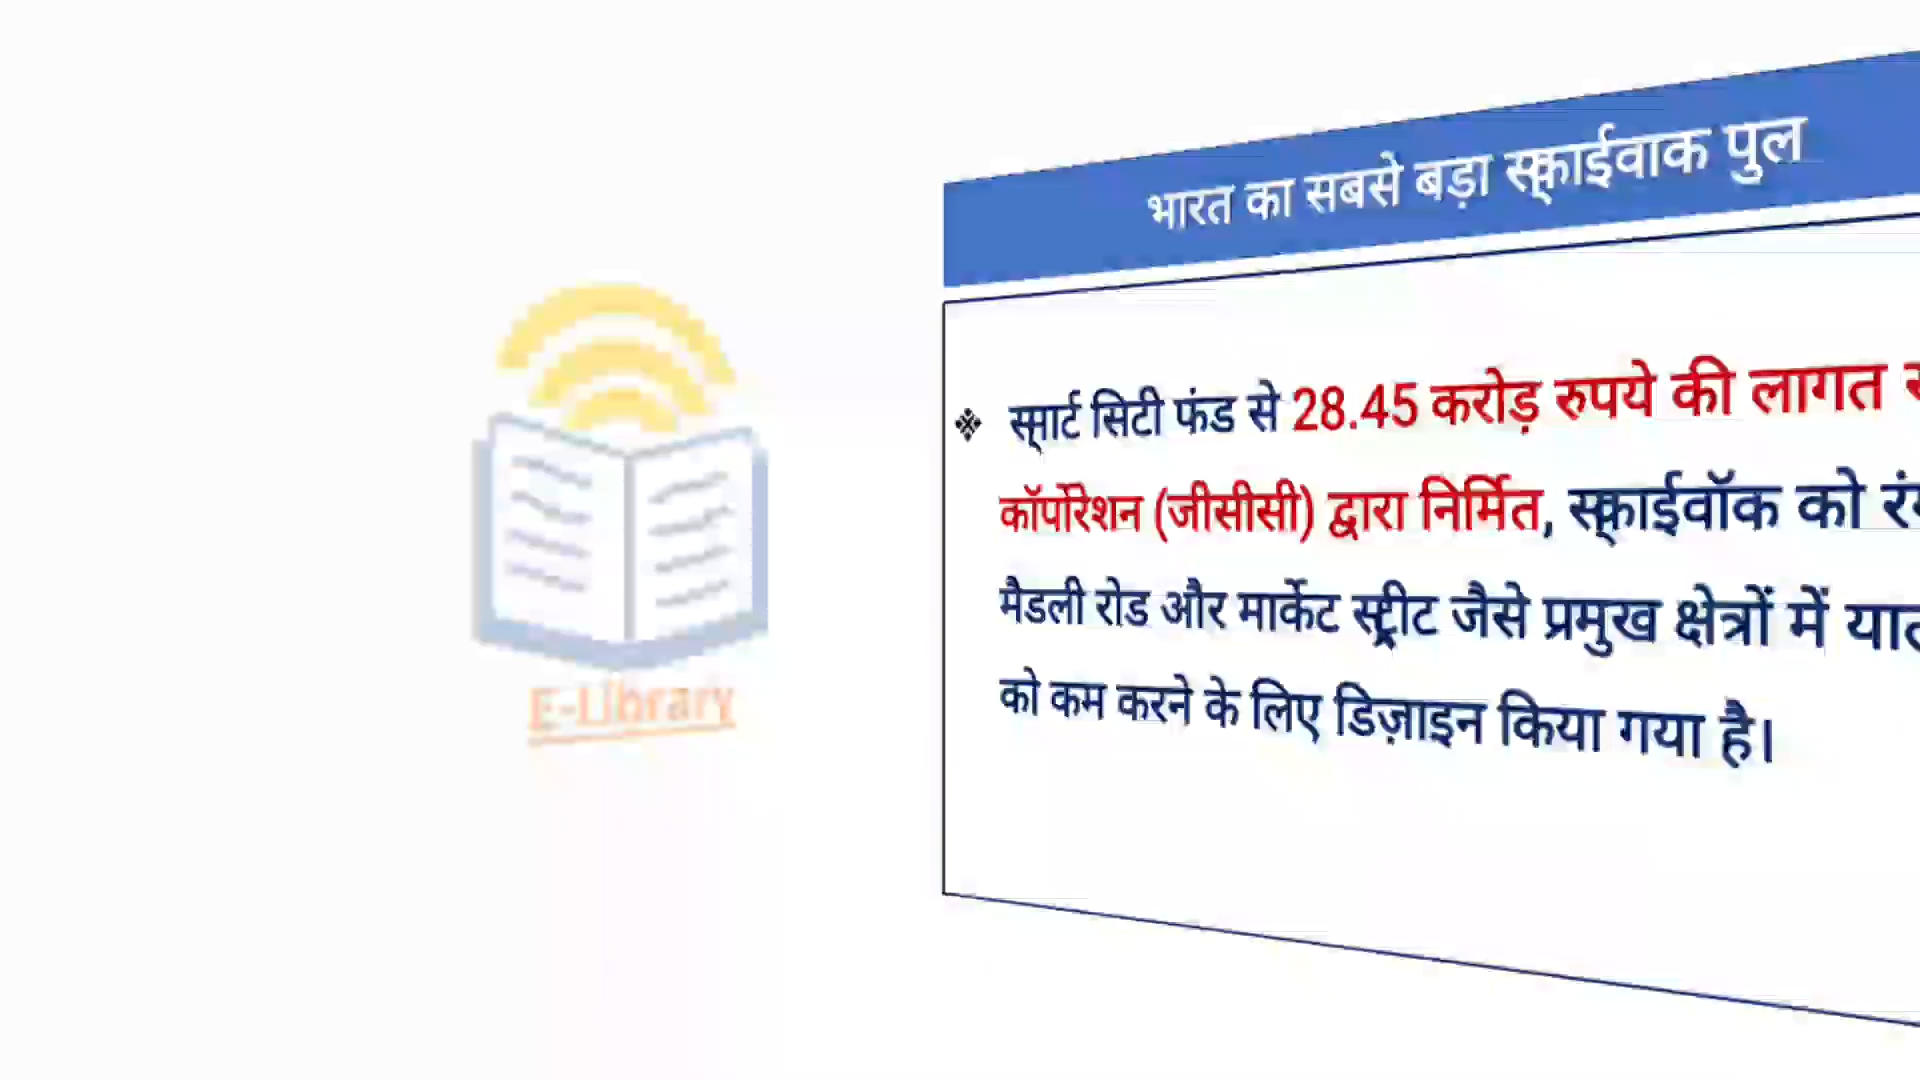 भारत का सबसे बड़ा स्काईवाक पुल
❖ स्मार्ट सिटी फंड से 28.45 करोड़ रुपये की लागत
कॉर्पोरेशन (जीसीसी) द्वारा निर्मित, स्काईवॉक को
मैडली रोड और मार्केट स्ट्रीट जैसे प्रमुख क्षेत्रों में
को कम करने के लिए डिज़ाइन किया गया है।
E-Library